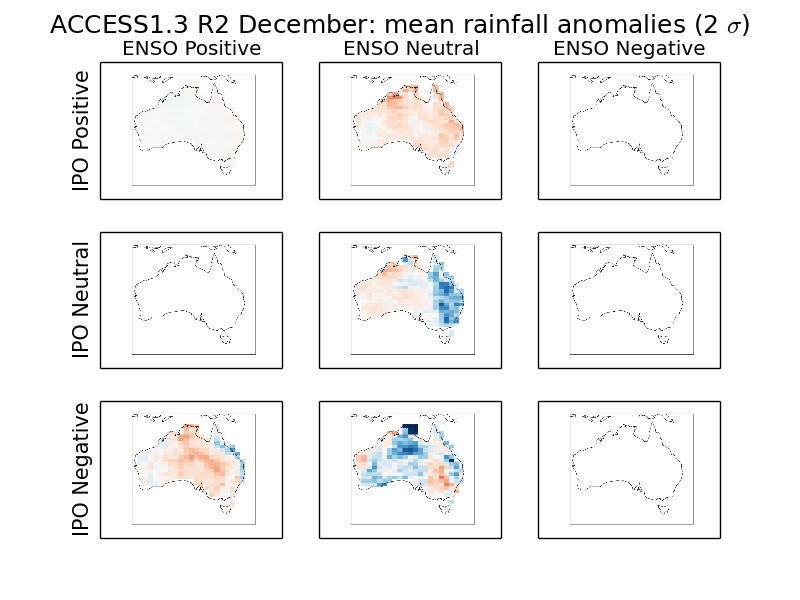 ACCESS1.3 R2 December: mean rainfall anomalies (2 σ)
ENSO Positive
ENSO Neutral
ENSO Negative
IPO Positive
IPO Neutral
IPO Negative